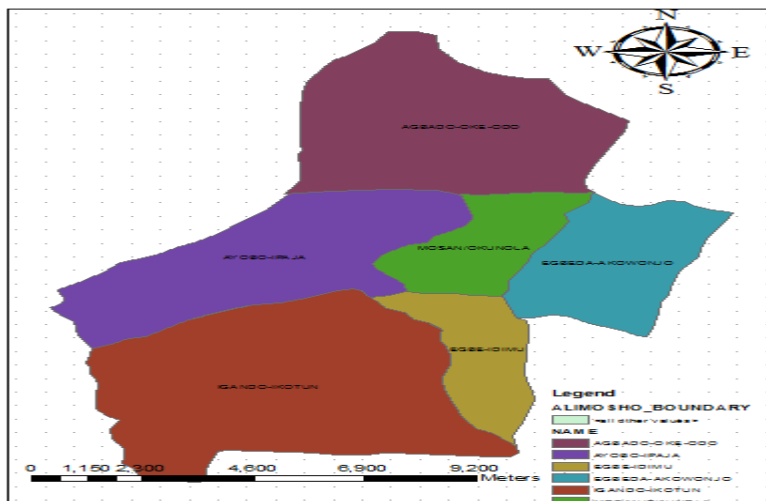 N
W E
S
AGBADO-OKE-ODO
MOSAN/OKUNOLA
AYOBO-IPAJA
EGBEDA-AKOWONJO
EGBE-IDIMU
IGANDO-IKOTUN
Legend
ALIMOSHO_BOUNDARY
<all other values>
NAME
AGBADO-OKE-ODO
AYOBO-IPAJA
EGBE-IDIMU
EGBEDA-AKOWONJO
IGANDO-IKOTUN
0 1,150 2,300 4,600 6,900 9,200
Meters